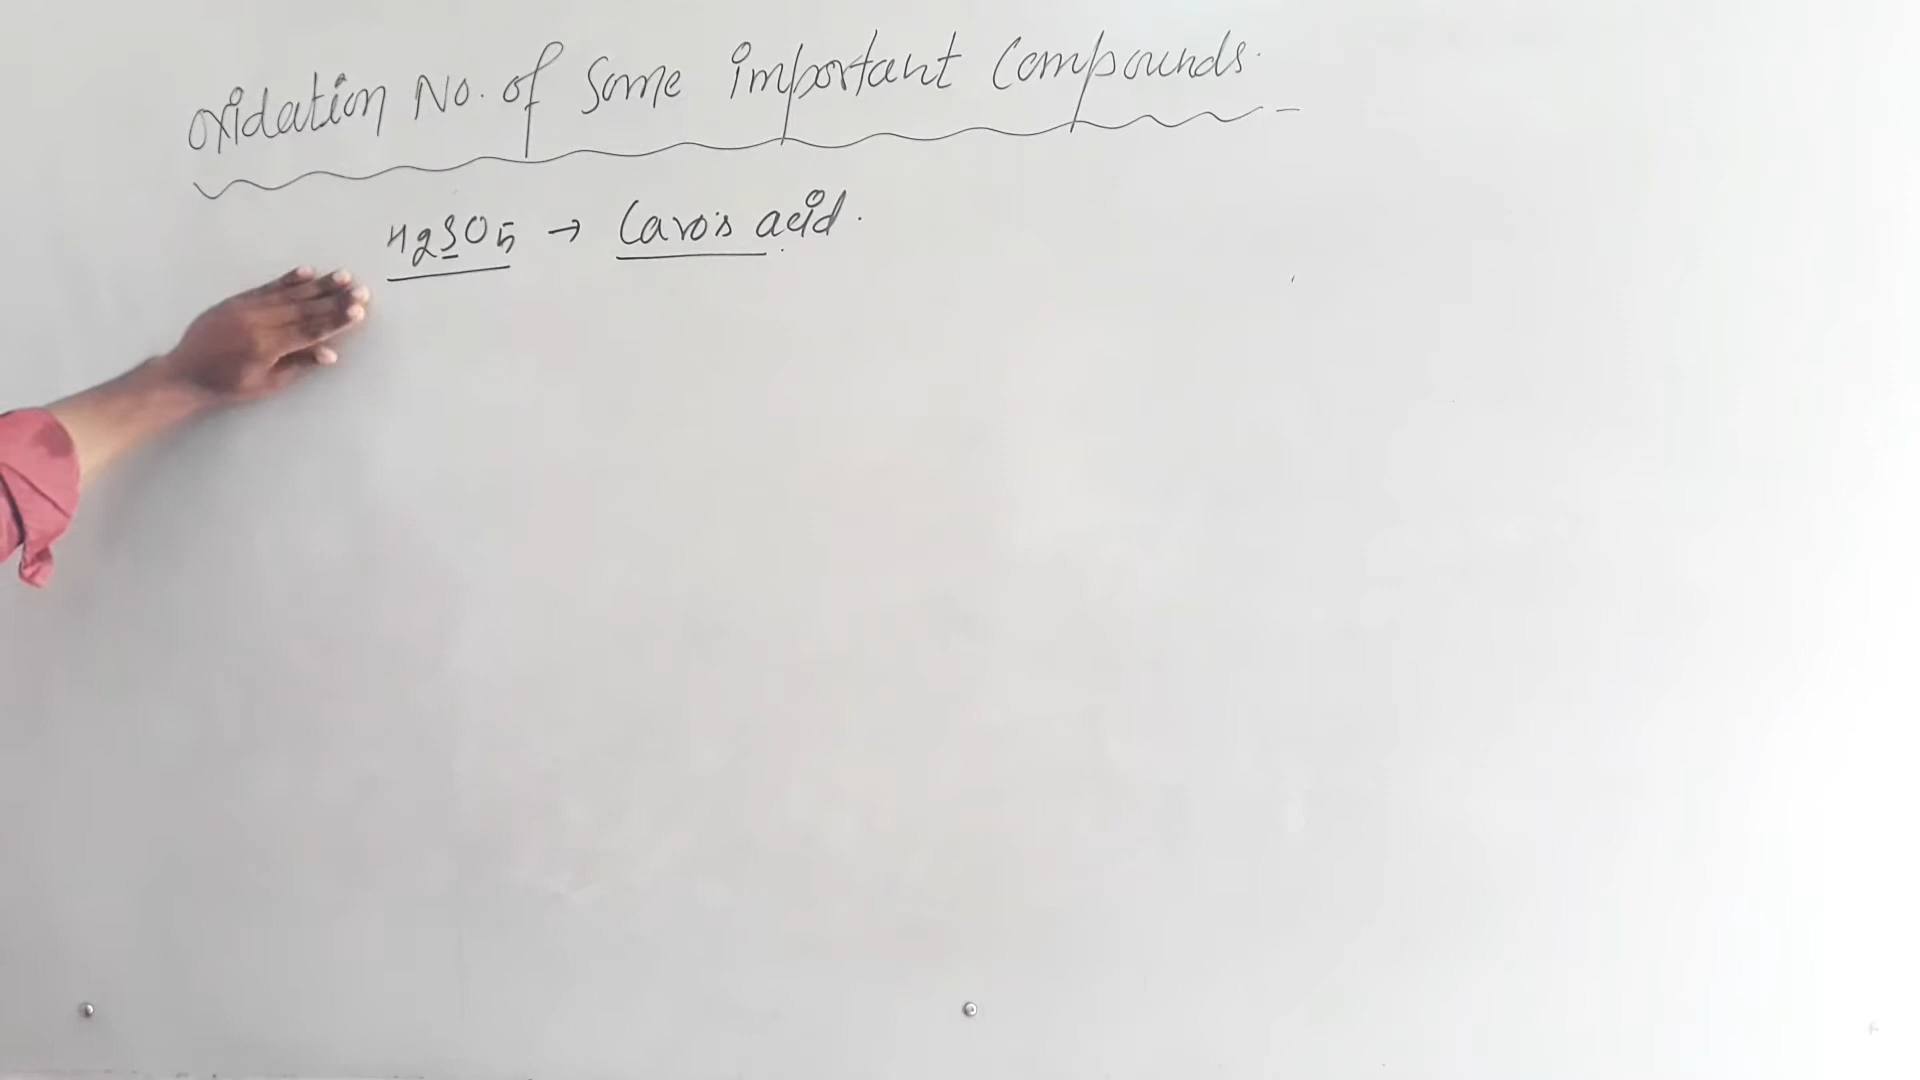 Oxidation No. of Some important Compounds.
H2SO5 → Caro's acid.